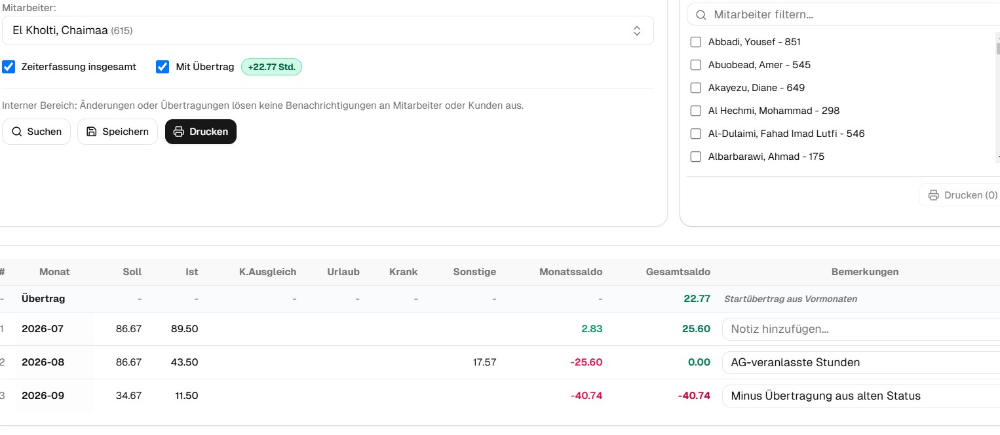 Mitarbeiter:
El Kholti, Chaimaa (615)
Zeiterfassung insgesamt Mit Übertrag +22.77 Std.
Interner Bereich: Änderungen oder Übertragungen lösen keine Benachrichtigungen an Mitarbeiter oder Kunden aus.
Suchen Speichern Drucken
Mitarbeiter filtern...
Abbadi, Yousef - 851
Abuobead, Amer - 545
Akayezu, Diane - 649
Al Hechmi, Mohammad - 298
Al-Dulaimi, Fahad Imad Lutfi - 546
Albarbarawi, Ahmad - 175
Drucken (0)
# Monat Soll Ist K.Ausgleich Urlaub Krank Sonstige Monatssaldo Gesamtsaldo Bemerkungen
- Übertrag - - - - - - - 22.77 Startübertrag aus Vormonaten
1 2026-07 86.67 89.50 2.83 25.60 Notiz hinzufügen...
2 2026-08 86.67 43.50 17.57 -25.60 0.00 AG-veranlasste Stunden
3 2026-09 34.67 11.50 -40.74 -40.74 Minus Übertragung aus alten Status